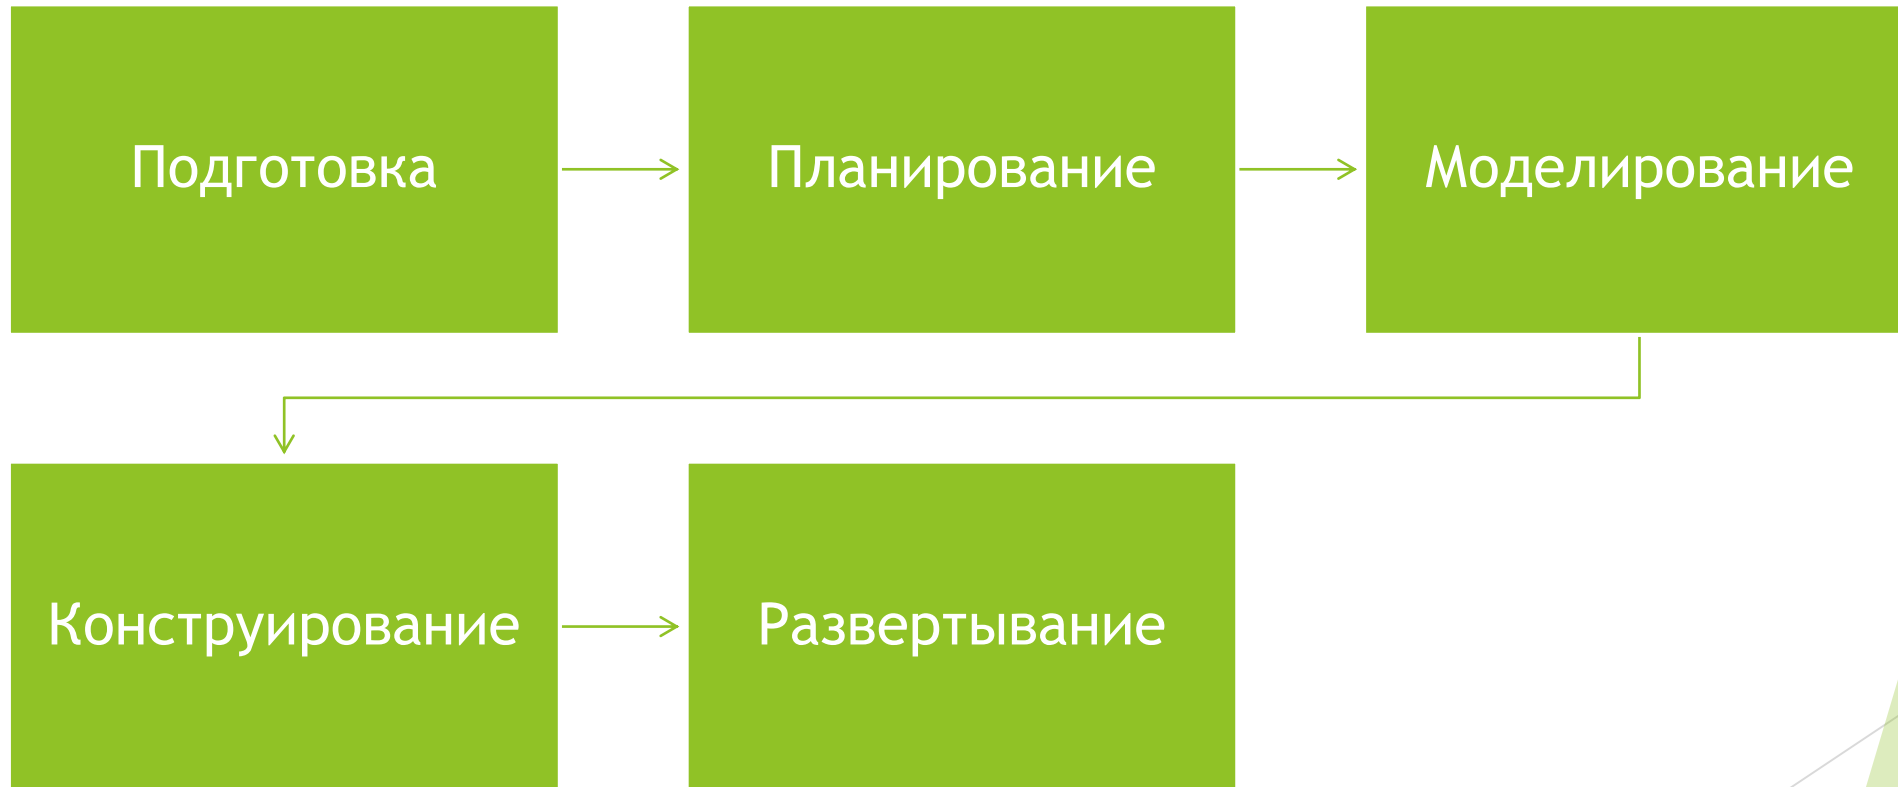 Подготовка
Планирование
Моделирование
Конструирование
Развертывание